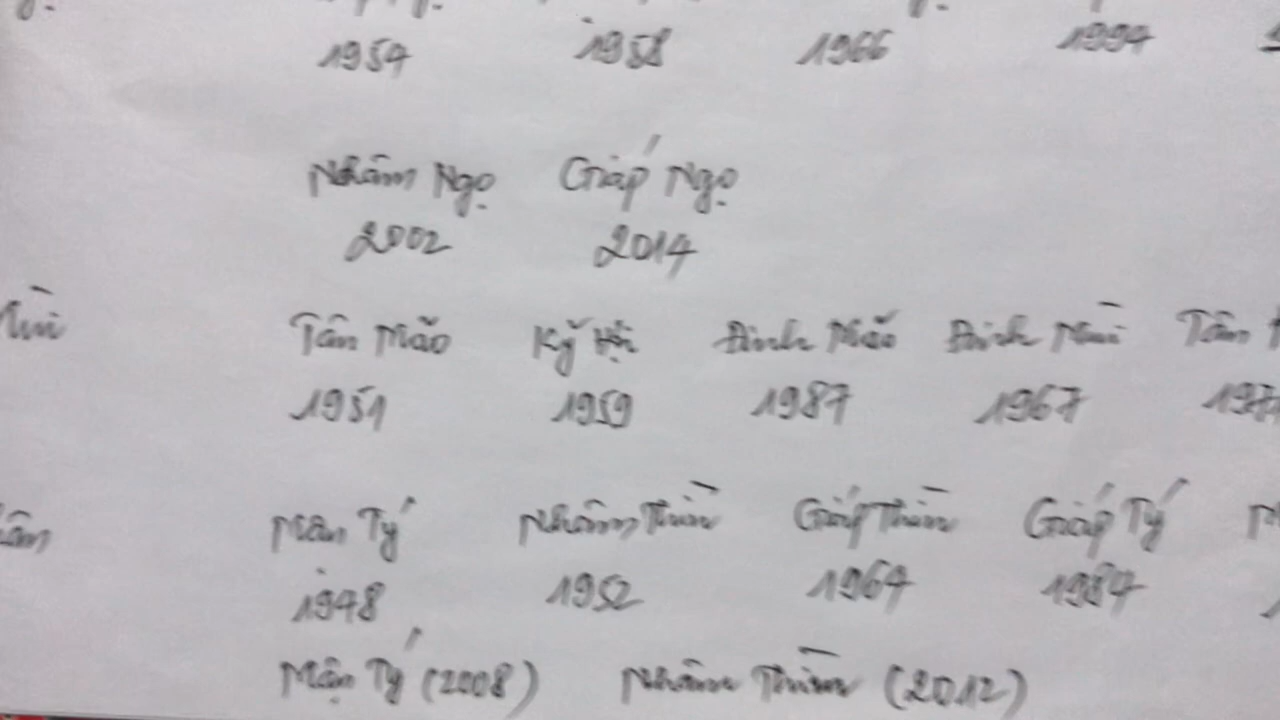 1954 1958 1966 1994
Nhâm Ngọ Giáp Ngọ
2002 2014
Mùi Tân Mão Kỷ Hợi Đinh Mão Đinh Mùi Tân
1951 1959 1987 1967
Mậu Tý Nhâm Thìn Giáp Thìn Giáp Tý
1948 1952 1964 1984
Mậu Tý (2008) Nhâm Thìn (2012)